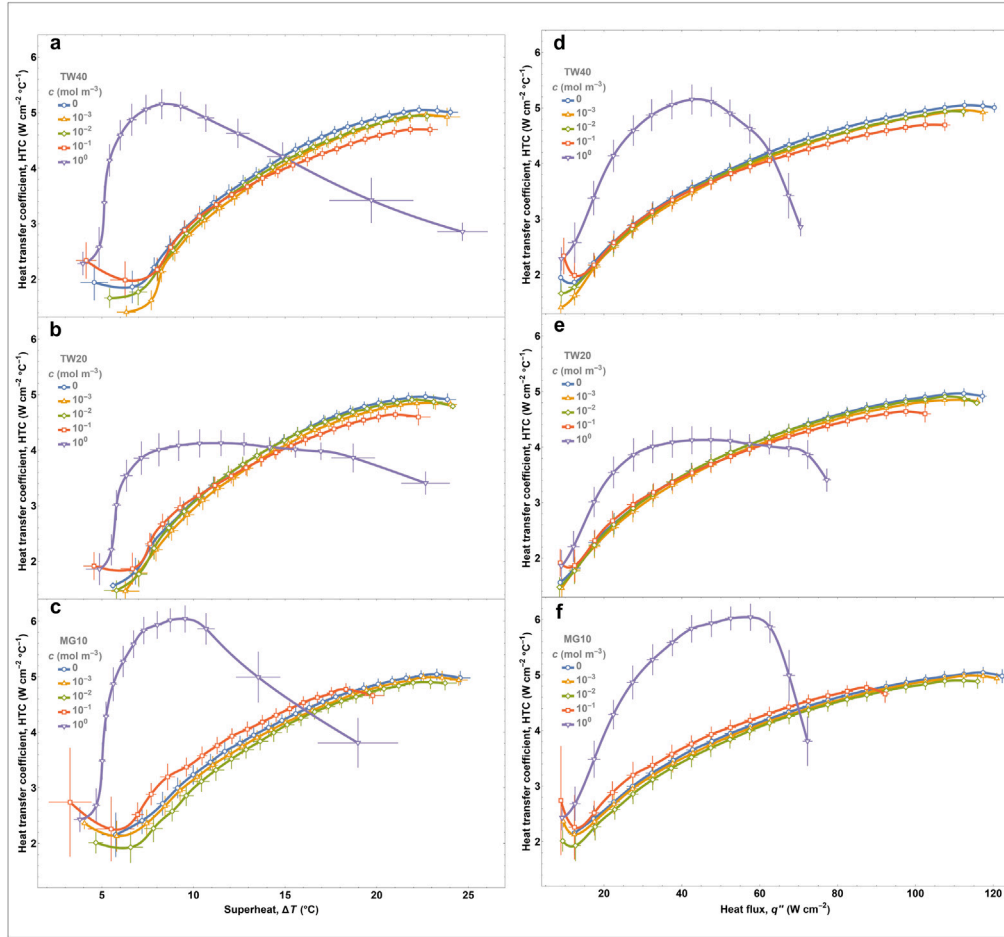 a
TW40
c (mol m⁻³)
0
10⁻³
10⁻²
10⁻¹
10⁰
Heat transfer coefficient, HTC (W cm⁻² °C⁻¹)
6
5
4
3
2
d
TW40
c (mol m⁻³)
0
10⁻³
10⁻²
10⁻¹
10⁰
Heat transfer coefficient, HTC (W cm⁻² °C⁻¹)
6
5
4
3
2
b
TW20
c (mol m⁻³)
0
10⁻³
10⁻²
10⁻¹
10⁰
Heat transfer coefficient, HTC (W cm⁻² °C⁻¹)
6
5
4
3
2
e
TW20
c (mol m⁻³)
0
10⁻³
10⁻²
10⁻¹
10⁰
Heat transfer coefficient, HTC (W cm⁻² °C⁻¹)
6
5
4
3
2
c
MG10
c (mol m⁻³)
0
10⁻³
10⁻²
10⁻¹
10⁰
Heat transfer coefficient, HTC (W cm⁻² °C⁻¹)
6
5
4
3
2
5 10 15 20 25
Superheat, ΔT (°C)
f
MG10
c (mol m⁻³)
0
10⁻³
10⁻²
10⁻¹
10⁰
Heat transfer coefficient, HTC (W cm⁻² °C⁻¹)
6
5
4
3
2
20 40 60 80 100 120
Heat flux, q″ (W cm⁻²)